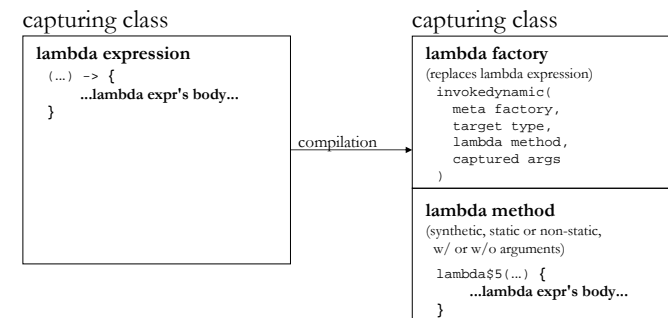 capturing class
lambda expression
(...) -> {
...lambda expr's body...
}
compilation
capturing class
lambda factory
(replaces lambda expression)
invokedynamic(
meta factory,
target type,
lambda method,
captured args
)
lambda method
(synthetic, static or non-static,
w/ or w/o arguments)
lambda$5(...) {
...lambda expr's body...
}